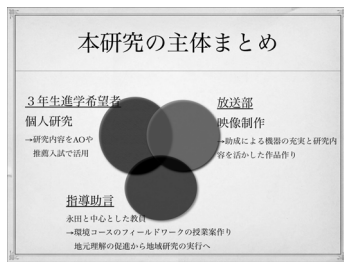 本研究の主体まとめ
3年生進学希望者
個人研究
→研究内容をAOや
推薦入試で活用
放送部
映像制作
→助成による機器の充実と研究内
容を活かした作品作り
指導助言
永田と中心とした教員
→環境コースのフィールドワークの授業案作り
地元理解の促進から地域研究の実行へ